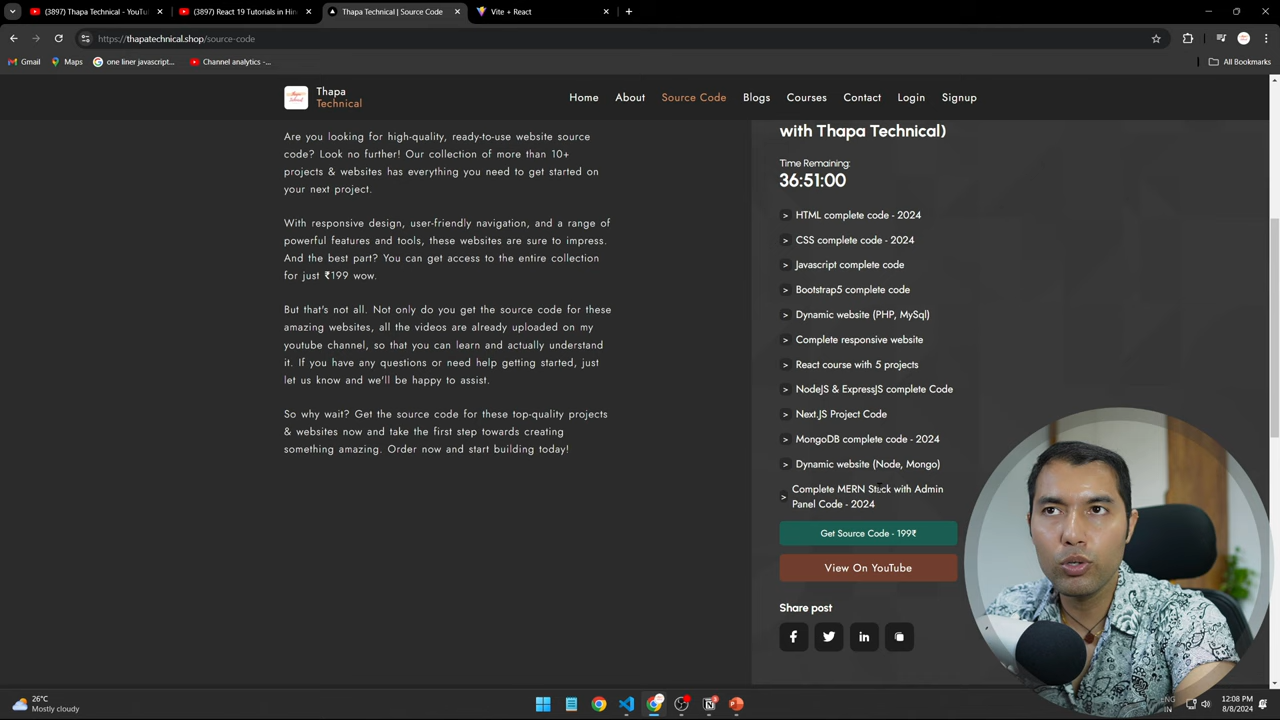 (3897) Thapa Technical - YouTu
(3897) React 19 Tutorials in Hin
Thapa Technical | Source Code
Vite + React
https://thapatechnical.shop/source-code
Gmail
Maps
one liner javascript...
Channel analytics -...
All Bookmarks
Thapa
Technical
Home
About
Source Code
Blogs
Courses
Contact
Login
Signup
Are you looking for high-quality, ready-to-use website source
code? Look no further! Our collection of more than 10+
projects & websites has everything you need to get started on
your next project.
With responsive design, user-friendly navigation, and a range of
powerful features and tools, these websites are sure to impress.
And the best part? You can get access to the entire collection
for just ₹199 wow.
But that's not all. Not only do you get the source code for these
amazing websites, all the videos are already uploaded on my
youtube channel, so that you can learn and actually understand
it. If you have any questions or need help getting started, just
let us know and we'll be happy to assist.
So why wait? Get the source code for these top-quality projects
& websites now and take the first step towards creating
something amazing. Order now and start building today!
with Thapa Technical)
Time Remaining:
36:51:00
> HTML complete code - 2024
> CSS complete code - 2024
> Javascript complete code
> Bootstrap5 complete code
> Dynamic website (PHP, MySql)
> Complete responsive website
> React course with 5 projects
> NodeJS & ExpressJS complete Code
> Next.JS Project Code
> MongoDB complete code - 2024
> Dynamic website (Node, Mongo)
> Complete MERN Stack with Admin
Panel Code - 2024
Get Source Code - 199₹
View On YouTube
Share post
26°C
Mostly cloudy
ENG
IN
12:08 PM
8/8/2024